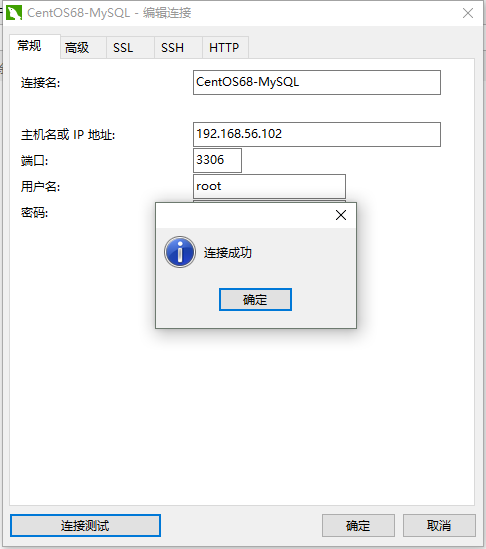 CentOS68-MySQL - 编辑连接
常规 高级 SSL SSH HTTP
连接名: CentOS68-MySQL
主机名或 IP 地址: 192.168.56.102
端口: 3306
用户名: root
密码:
连接成功
确定
连接测试 确定 取消